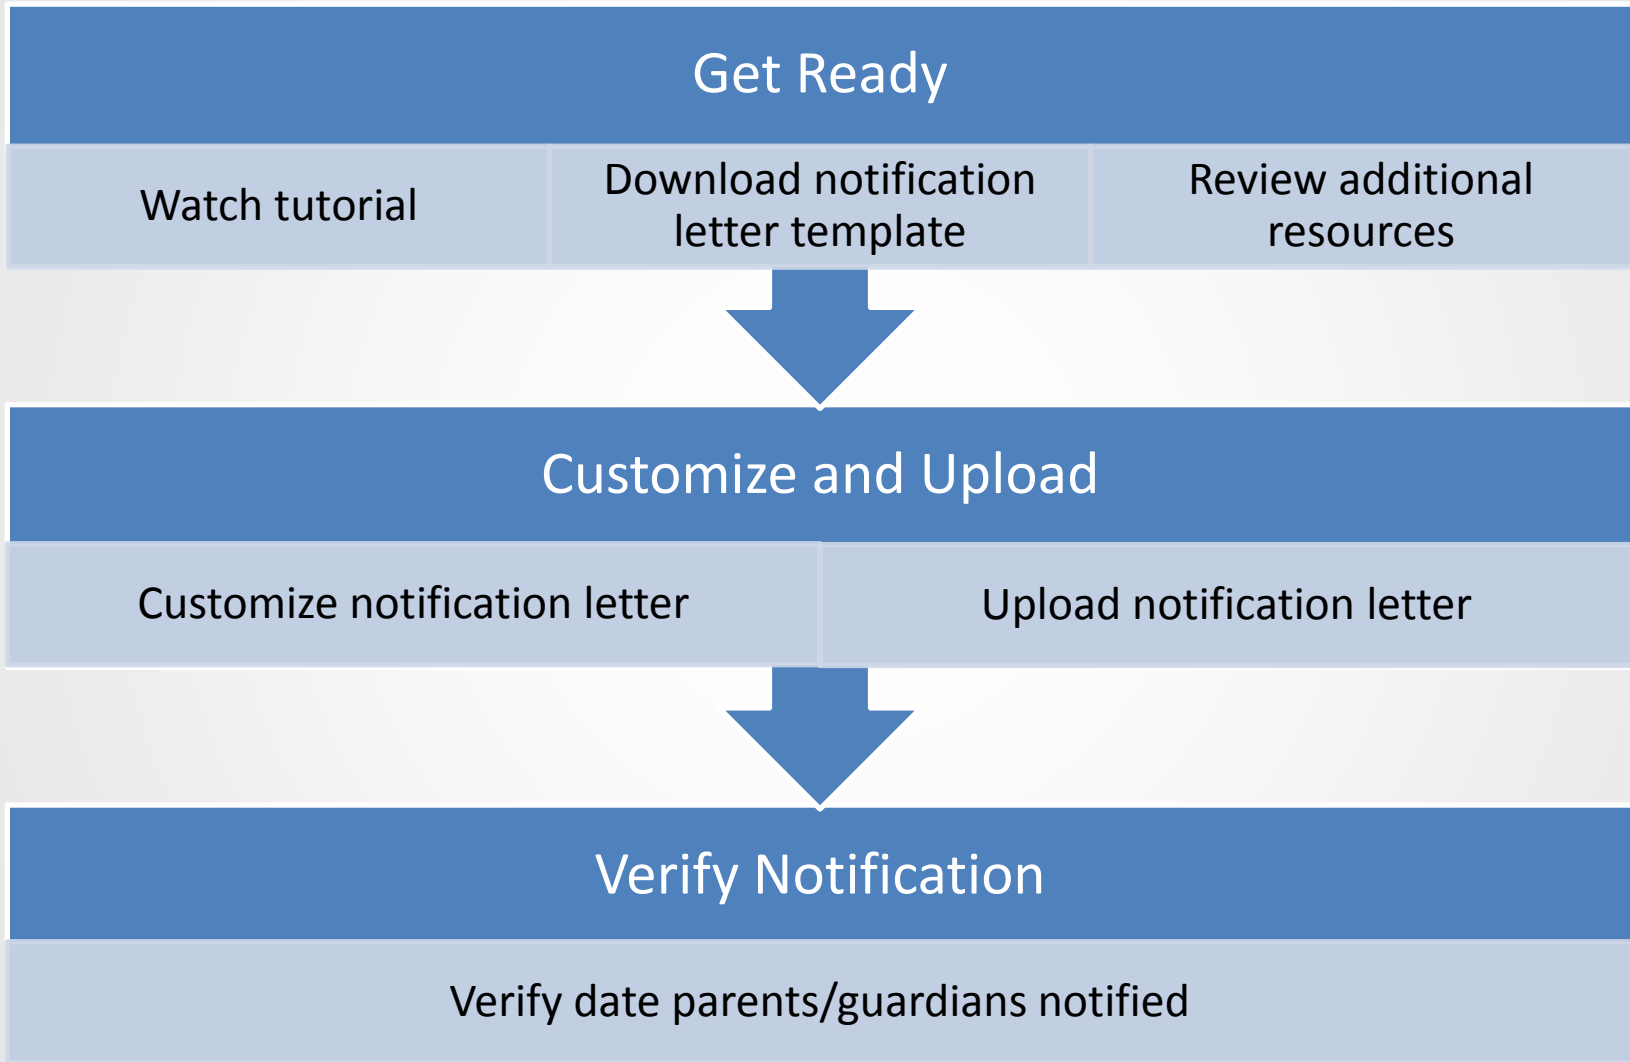 Get Ready
Watch tutorial
Download notification
letter template
Review additional
resources
Customize and Upload
Customize notification letter
Upload notification letter
Verify Notification
Verify date parents/guardians notified